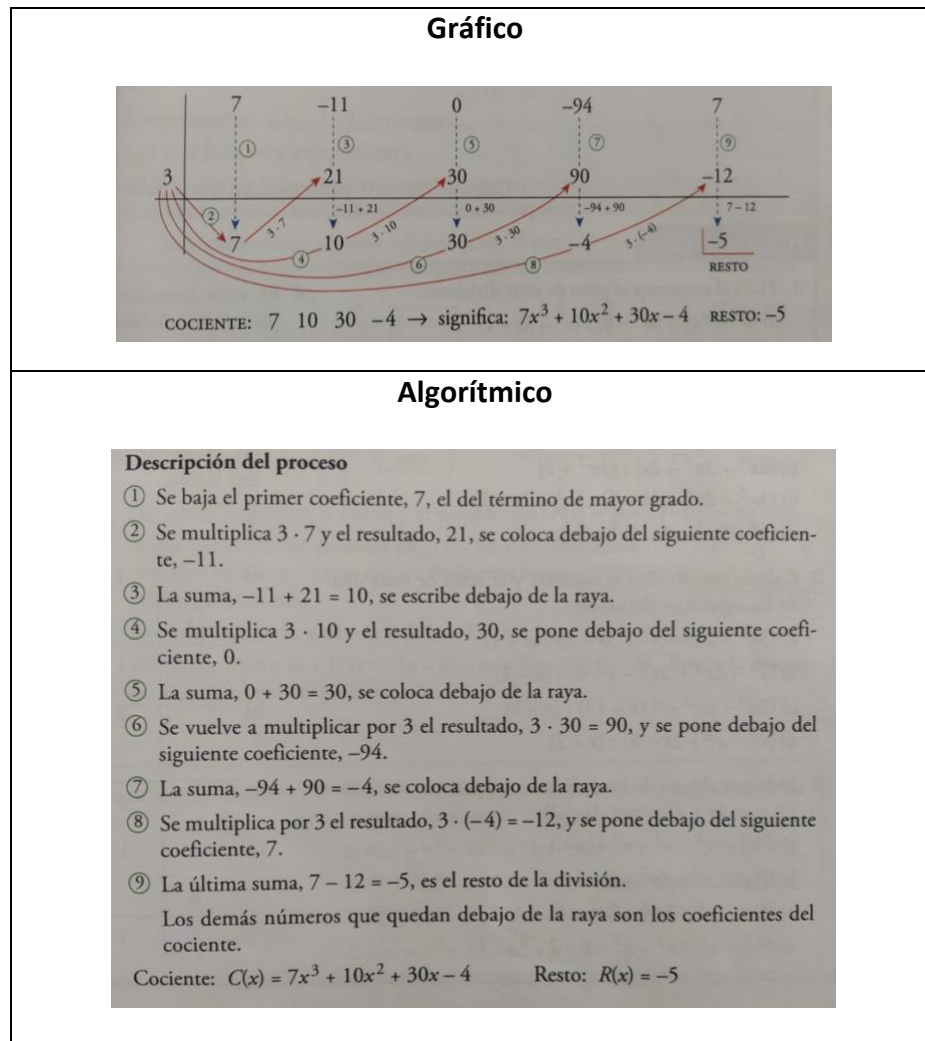 Gráfico
7 −11 0 −94 7
① ③ ⑤ ⑦ ⑨
3 21 30 90 −12
② −11 + 21 0 + 30 −94 + 90 7 − 12
7 3 · 7 10 3 · 10 30 3 · 30 −4 3 · (−4) −5
④ ⑥ ⑧ RESTO
COCIENTE: 7 10 30 −4 → significa: 7x³ + 10x² + 30x − 4 RESTO: −5
Algorítmico
Descripción del proceso
① Se baja el primer coeficiente, 7, el del término de mayor grado.
② Se multiplica 3 · 7 y el resultado, 21, se coloca debajo del siguiente coeficien-
te, −11.
③ La suma, −11 + 21 = 10, se escribe debajo de la raya.
④ Se multiplica 3 · 10 y el resultado, 30, se pone debajo del siguiente coefi-
ciente, 0.
⑤ La suma, 0 + 30 = 30, se coloca debajo de la raya.
⑥ Se vuelve a multiplicar por 3 el resultado, 3 · 30 = 90, y se pone debajo del
siguiente coeficiente, −94.
⑦ La suma, −94 + 90 = −4, se coloca debajo de la raya.
⑧ Se multiplica por 3 el resultado, 3 · (−4) = −12, y se pone debajo del siguiente
coeficiente, 7.
⑨ La última suma, 7 − 12 = −5, es el resto de la división.
Los demás números que quedan debajo de la raya son los coeficientes del
cociente.
Cociente: C(x) = 7x³ + 10x² + 30x − 4 Resto: R(x) = −5